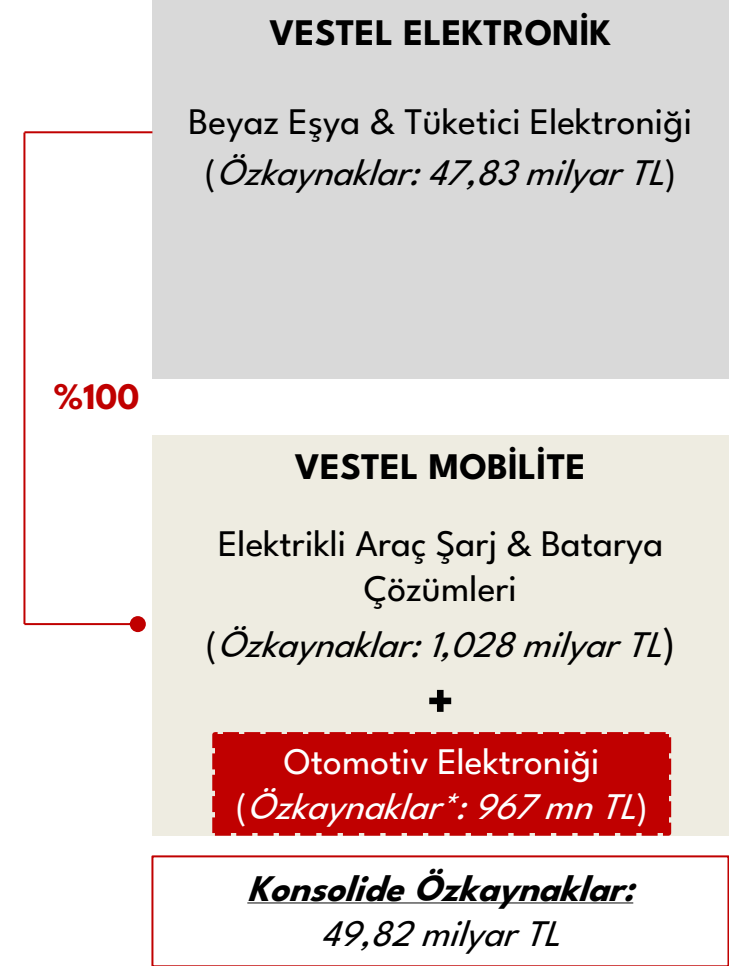 VESTEL ELEKTRONİK
Beyaz Eşya & Tüketici Elektroniği
(Özkaynaklar: 47,83 milyar TL)
%100
VESTEL MOBİLİTE
Elektrikli Araç Şarj & Batarya
Çözümleri
(Özkaynaklar: 1,028 milyar TL)
+
Otomotiv Elektroniği
(Özkaynaklar*: 967 mn TL)
Konsolide Özkaynaklar:
49,82 milyar TL